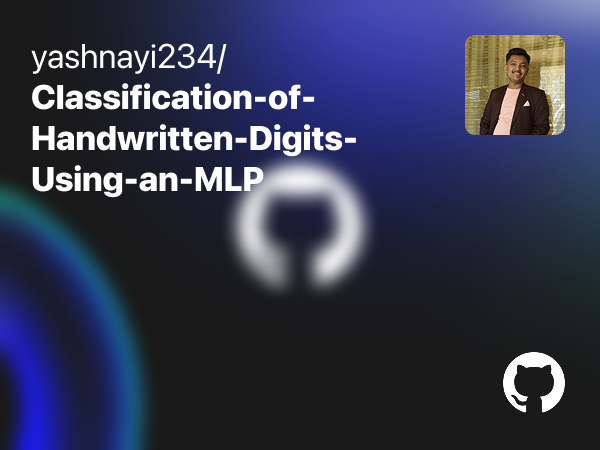 yashnayi234/
Classification-of-
Handwritten-Digits-
Using-an-MLP